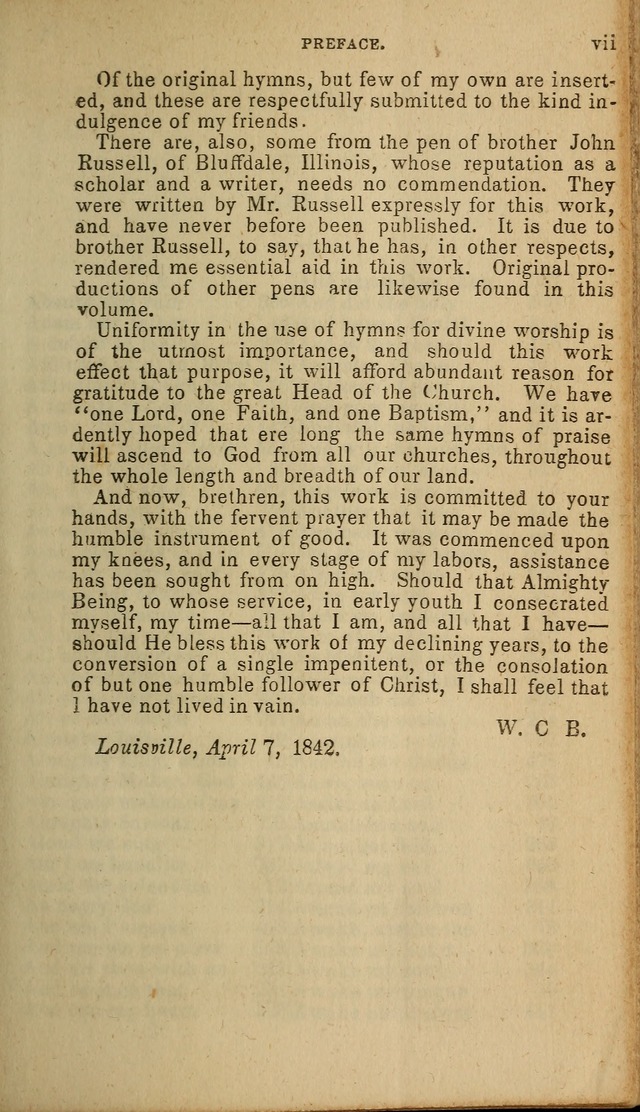 PREFACE. vii
Of the original hymns, but few of my own are insert-
ed, and these are respectfully submitted to the kind in-
dulgence of my friends.
There are, also, some from the pen of brother John
Russell, of Bluffdale, Illinois, whose reputation as a
scholar and a writer, needs no commendation. They
were written by Mr. Russell expressly for this work,
and have never before been published. It is due to
brother Russell, to say, that he has, in other respects,
rendered me essential aid in this work. Original pro-
ductions of other pens are likewise found in this
volume.
Uniformity in the use of hymns for divine worship is
of the utmost importance, and should this work
effect that purpose, it will afford abundant reason for
gratitude to the great Head of the Church. We have
"one Lord, one Faith, and one Baptism," and it is ar-
dently hoped that ere long the same hymns of praise
will ascend to God from all our churches, throughout
the whole length and breadth of our land.
And now, brethren, this work is committed to your
hands, with the fervent prayer that it may be made the
humble instrument of good. It was commenced upon
my knees, and in every stage of my labors, assistance
has been sought from on high. Should that Almighty
Being, to whose service, in early youth I consecrated
myself, my time—all that I am, and all that I have—
should He bless this work of my declining years, to the
conversion of a single impenitent, or the consolation
of but one humble follower of Christ, I shall feel that
I have not lived in vain.
W. C B.
Louisville, April 7, 1842.